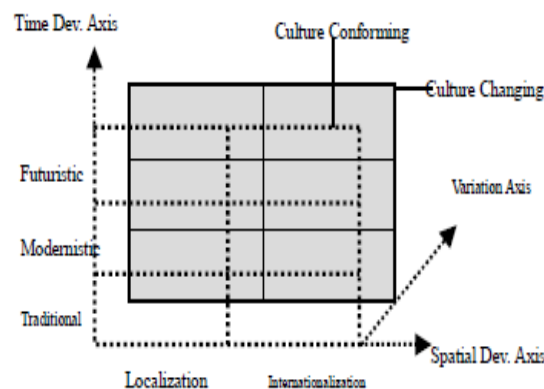 Time Dev. Axis
Culture Conforming
Culture Changing
Futuristic
Variation Axis
Modernistic
Traditional
Spatial Dev. Axis
Localization
Internationalization